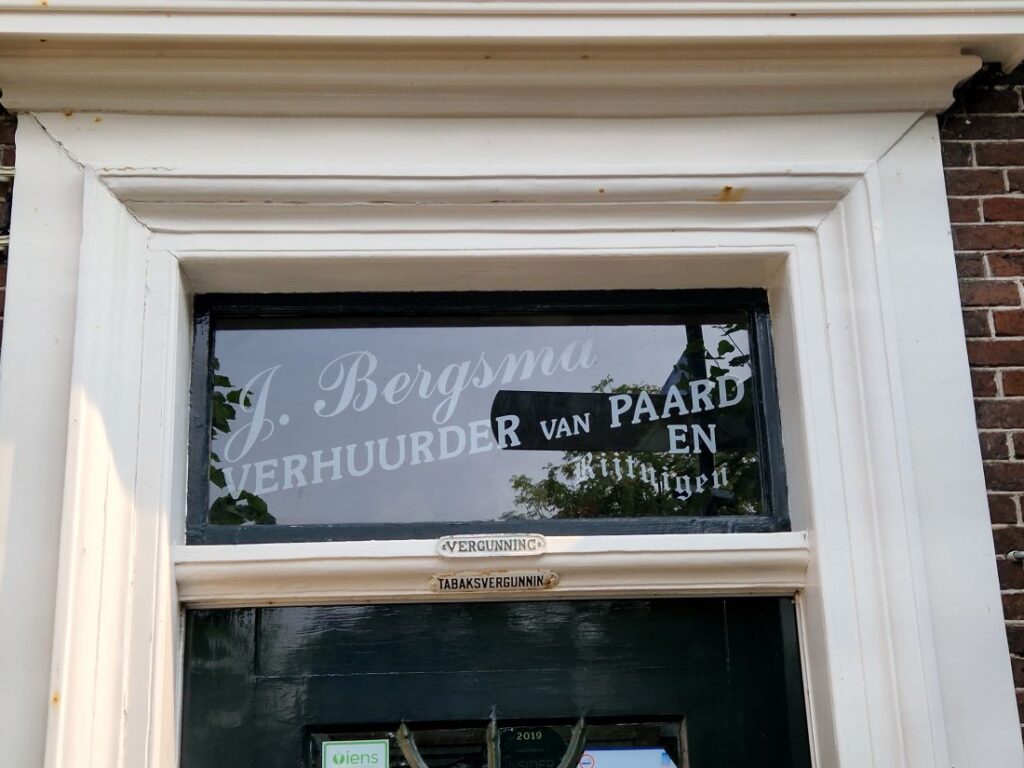 J. Bergsma
VERHUURDER VAN PAARD
EN
Rijtuigen
VERGUNNING
TABAKSVERGUNNIN
2019
iens